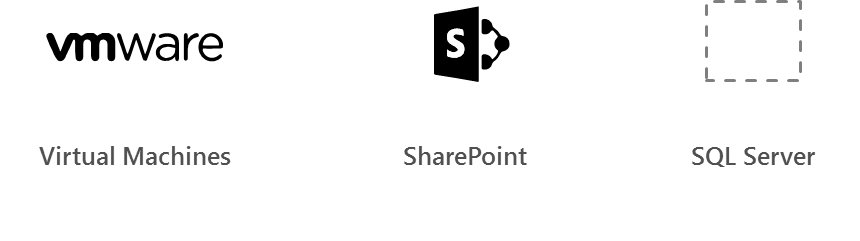 vmware
S
Virtual Machines
SharePoint
SQL Server